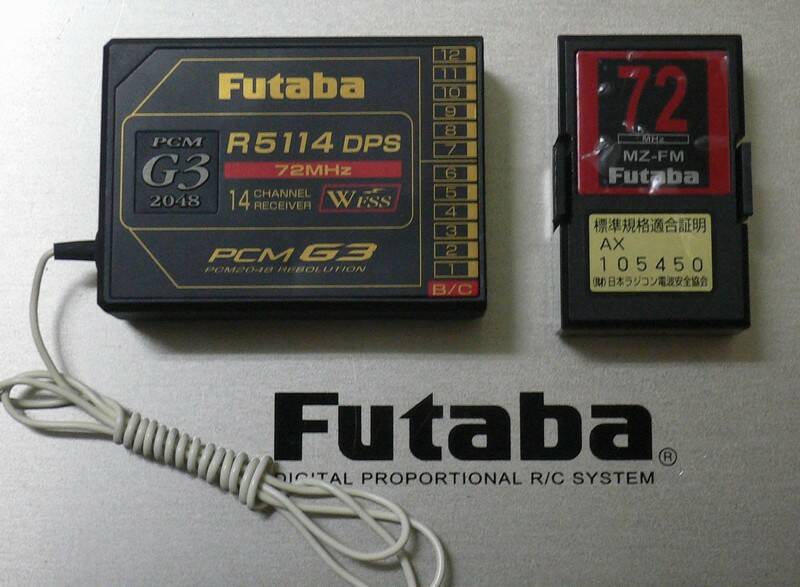 Futaba
PCM
G3
2048
R5114 DPS
72MHz
14 CHANNEL
RECEIVER
WFSS
PCM G3
PCM2048 RESOLUTION
12
11
10
9
8
7
6
5
4
3
2
1
B/C
72
MHz
MZ-FM
Futaba
標準規格適合証明
AX
105450
(財)日本ラジコン電波安全協会
Futaba®
DIGITAL PROPORTIONAL R/C SYSTEM